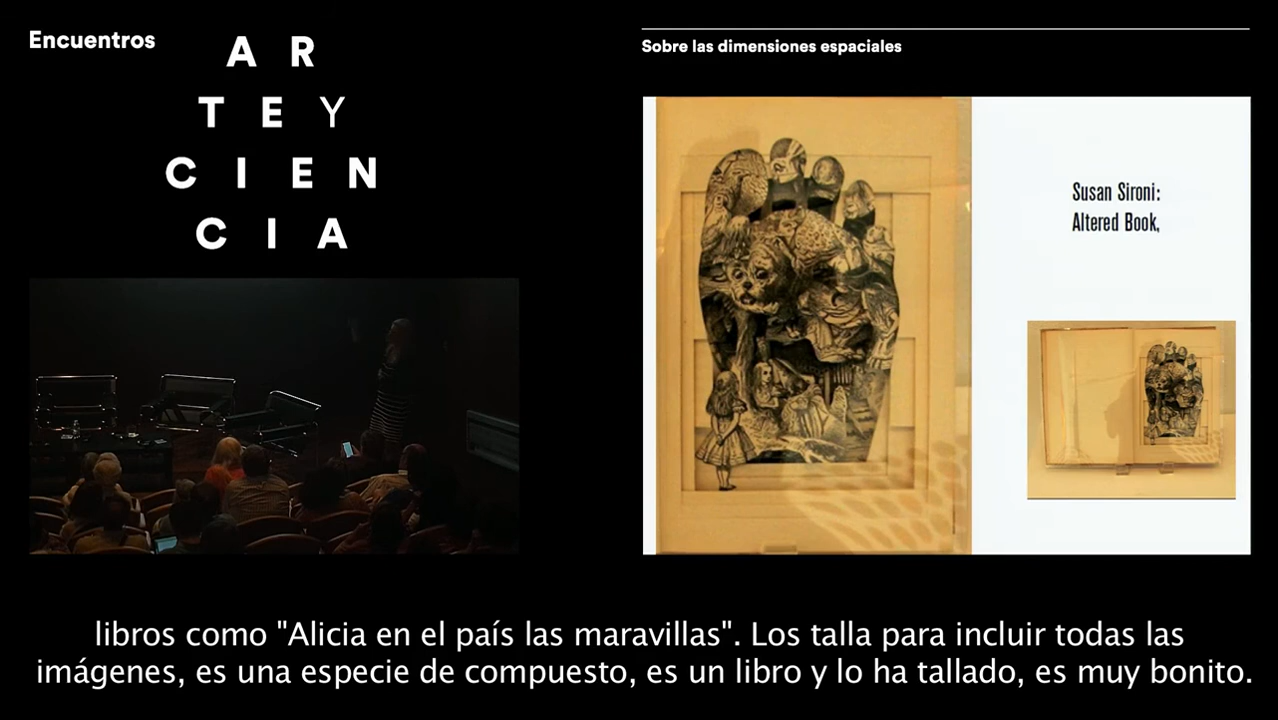 Encuentros
A R
T E Y
C I E N
C I A
Sobre las dimensiones espaciales
Susan Sironi:
Altered Book,
libros como "Alicia en el país las maravillas". Los talla para incluir todas las
imágenes, es una especie de compuesto, es un libro y lo ha tallado, es muy bonito.